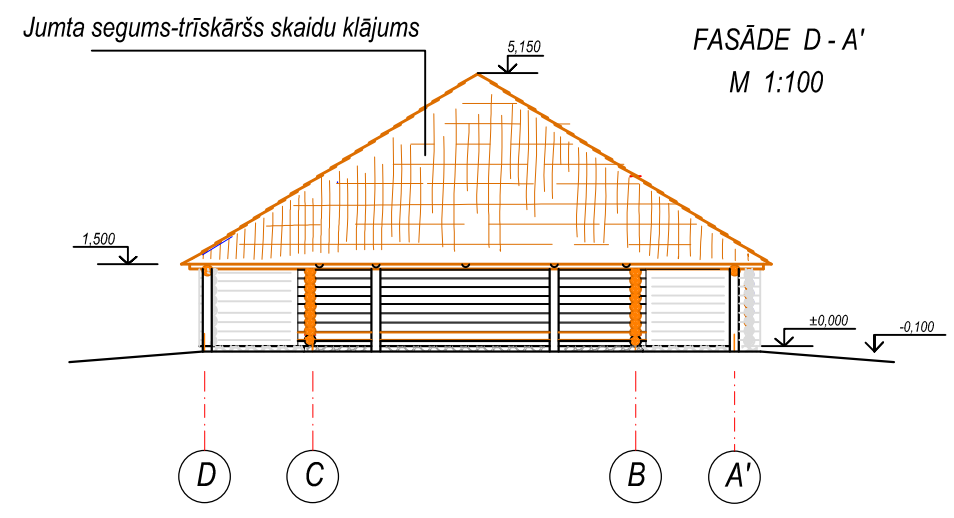 Jumta segums-trīskāršs skaidu klājums
5,150
FASĀDE D - A'
M 1:100
1,500
±0,000
-0,100
D
C
B
A'